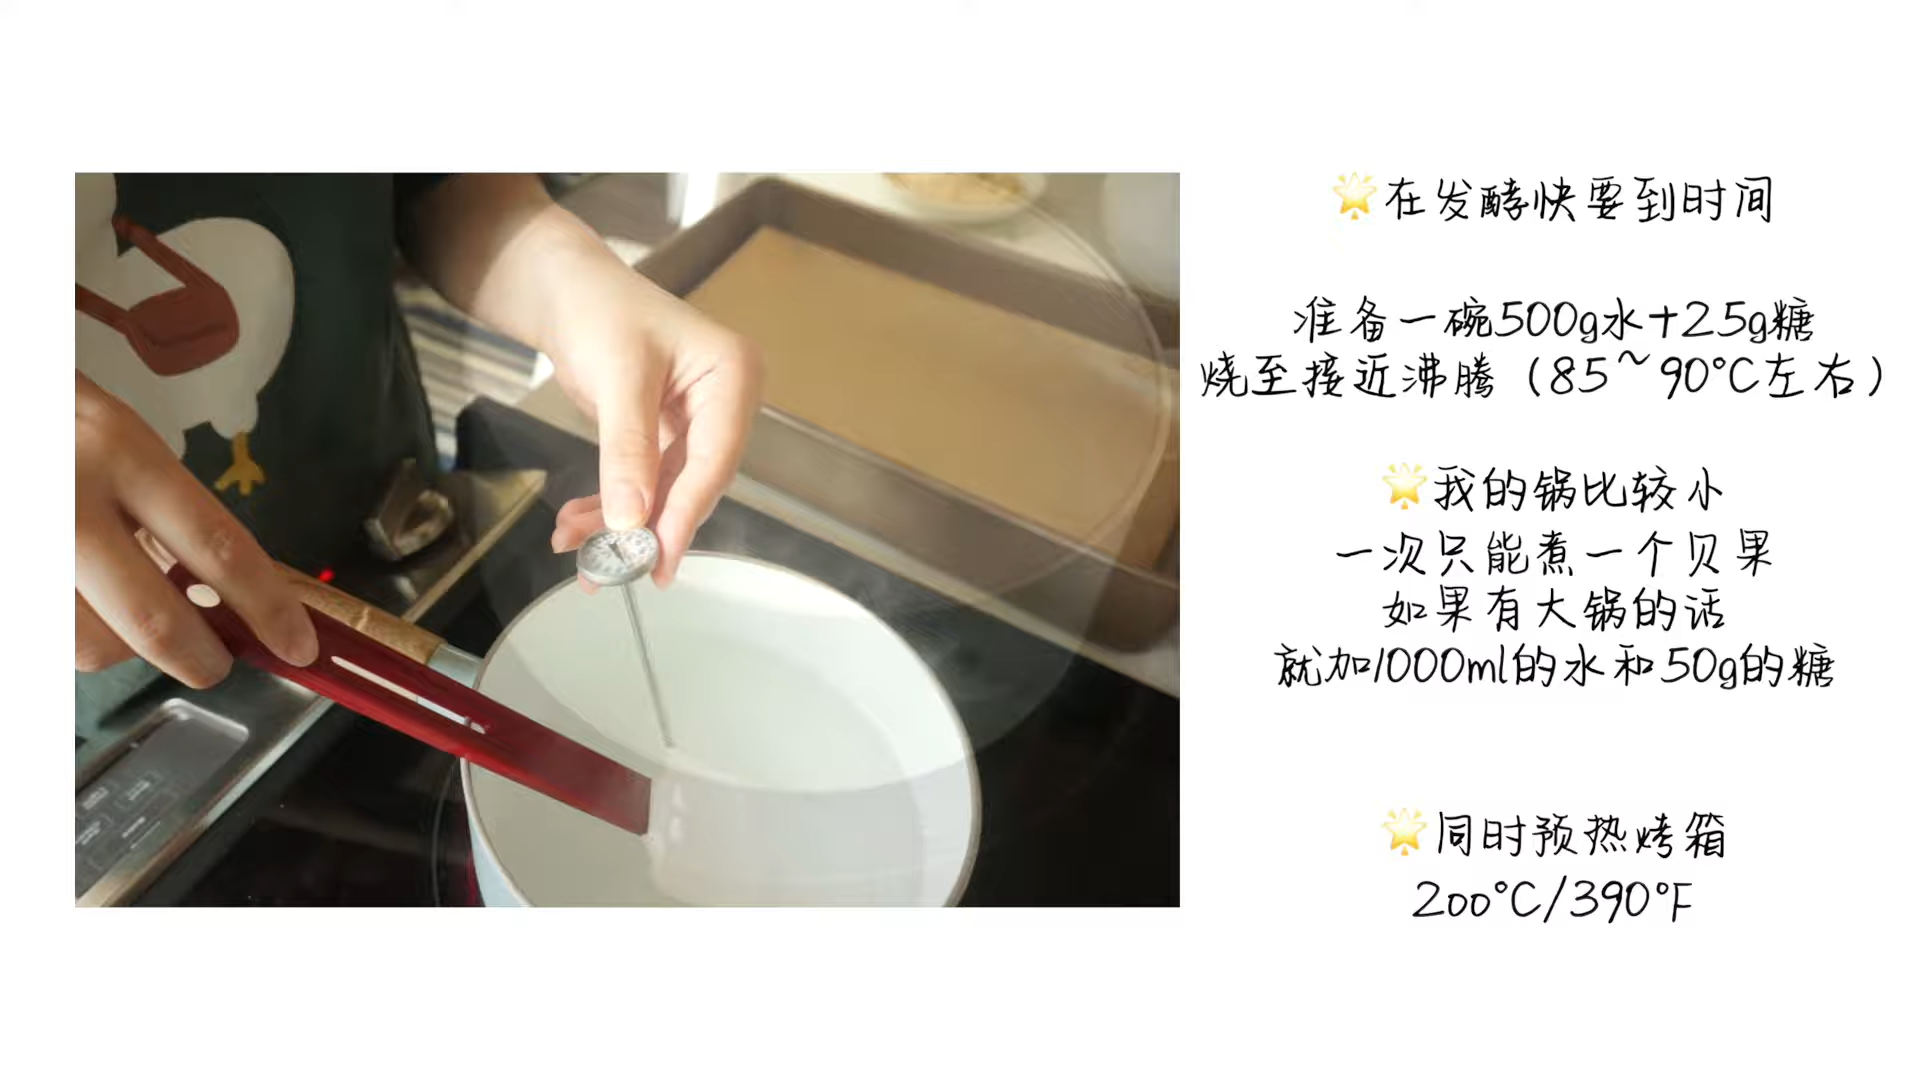 🌟在发酵快要到时间
准备一碗500g水+25g糖
烧至接近沸腾（85~90°C左右）
🌟我的锅比较小
一次只能煮一个贝果
如果有大锅的话
就加1000ml的水和50g的糖
🌟同时预热烤箱
200°C/390°F